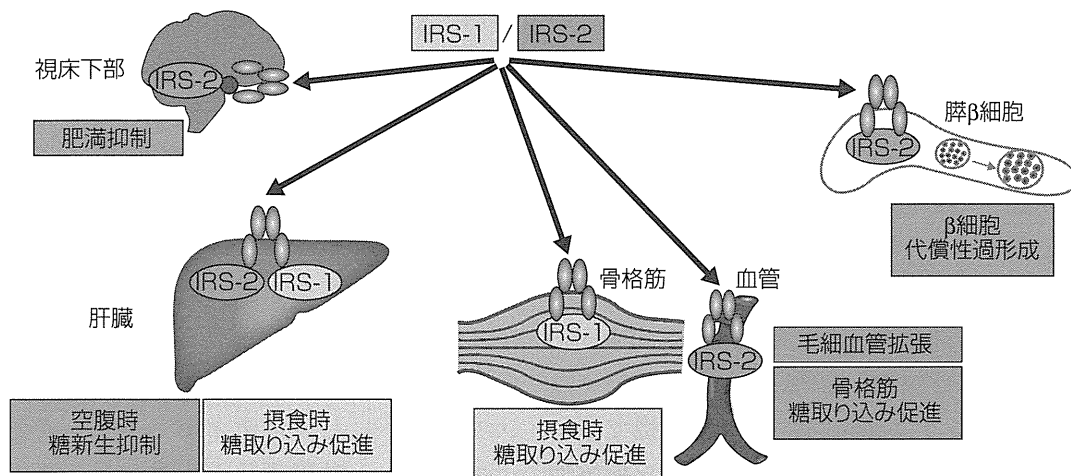 IRS-1 / IRS-2
視床下部
IRS-2
肥満抑制
膵β細胞
IRS-2
β細胞
代償性過形成
肝臓
IRS-2
IRS-1
空腹時
糖新生抑制
摂食時
糖取り込み促進
骨格筋
IRS-1
摂食時
糖取り込み促進
血管
IRS-2
毛細血管拡張
骨格筋
糖取り込み促進